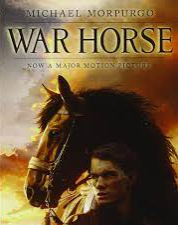 MICHAEL MORPURGO
WAR HORSE
NOW A MAJOR MOTION PICTURE